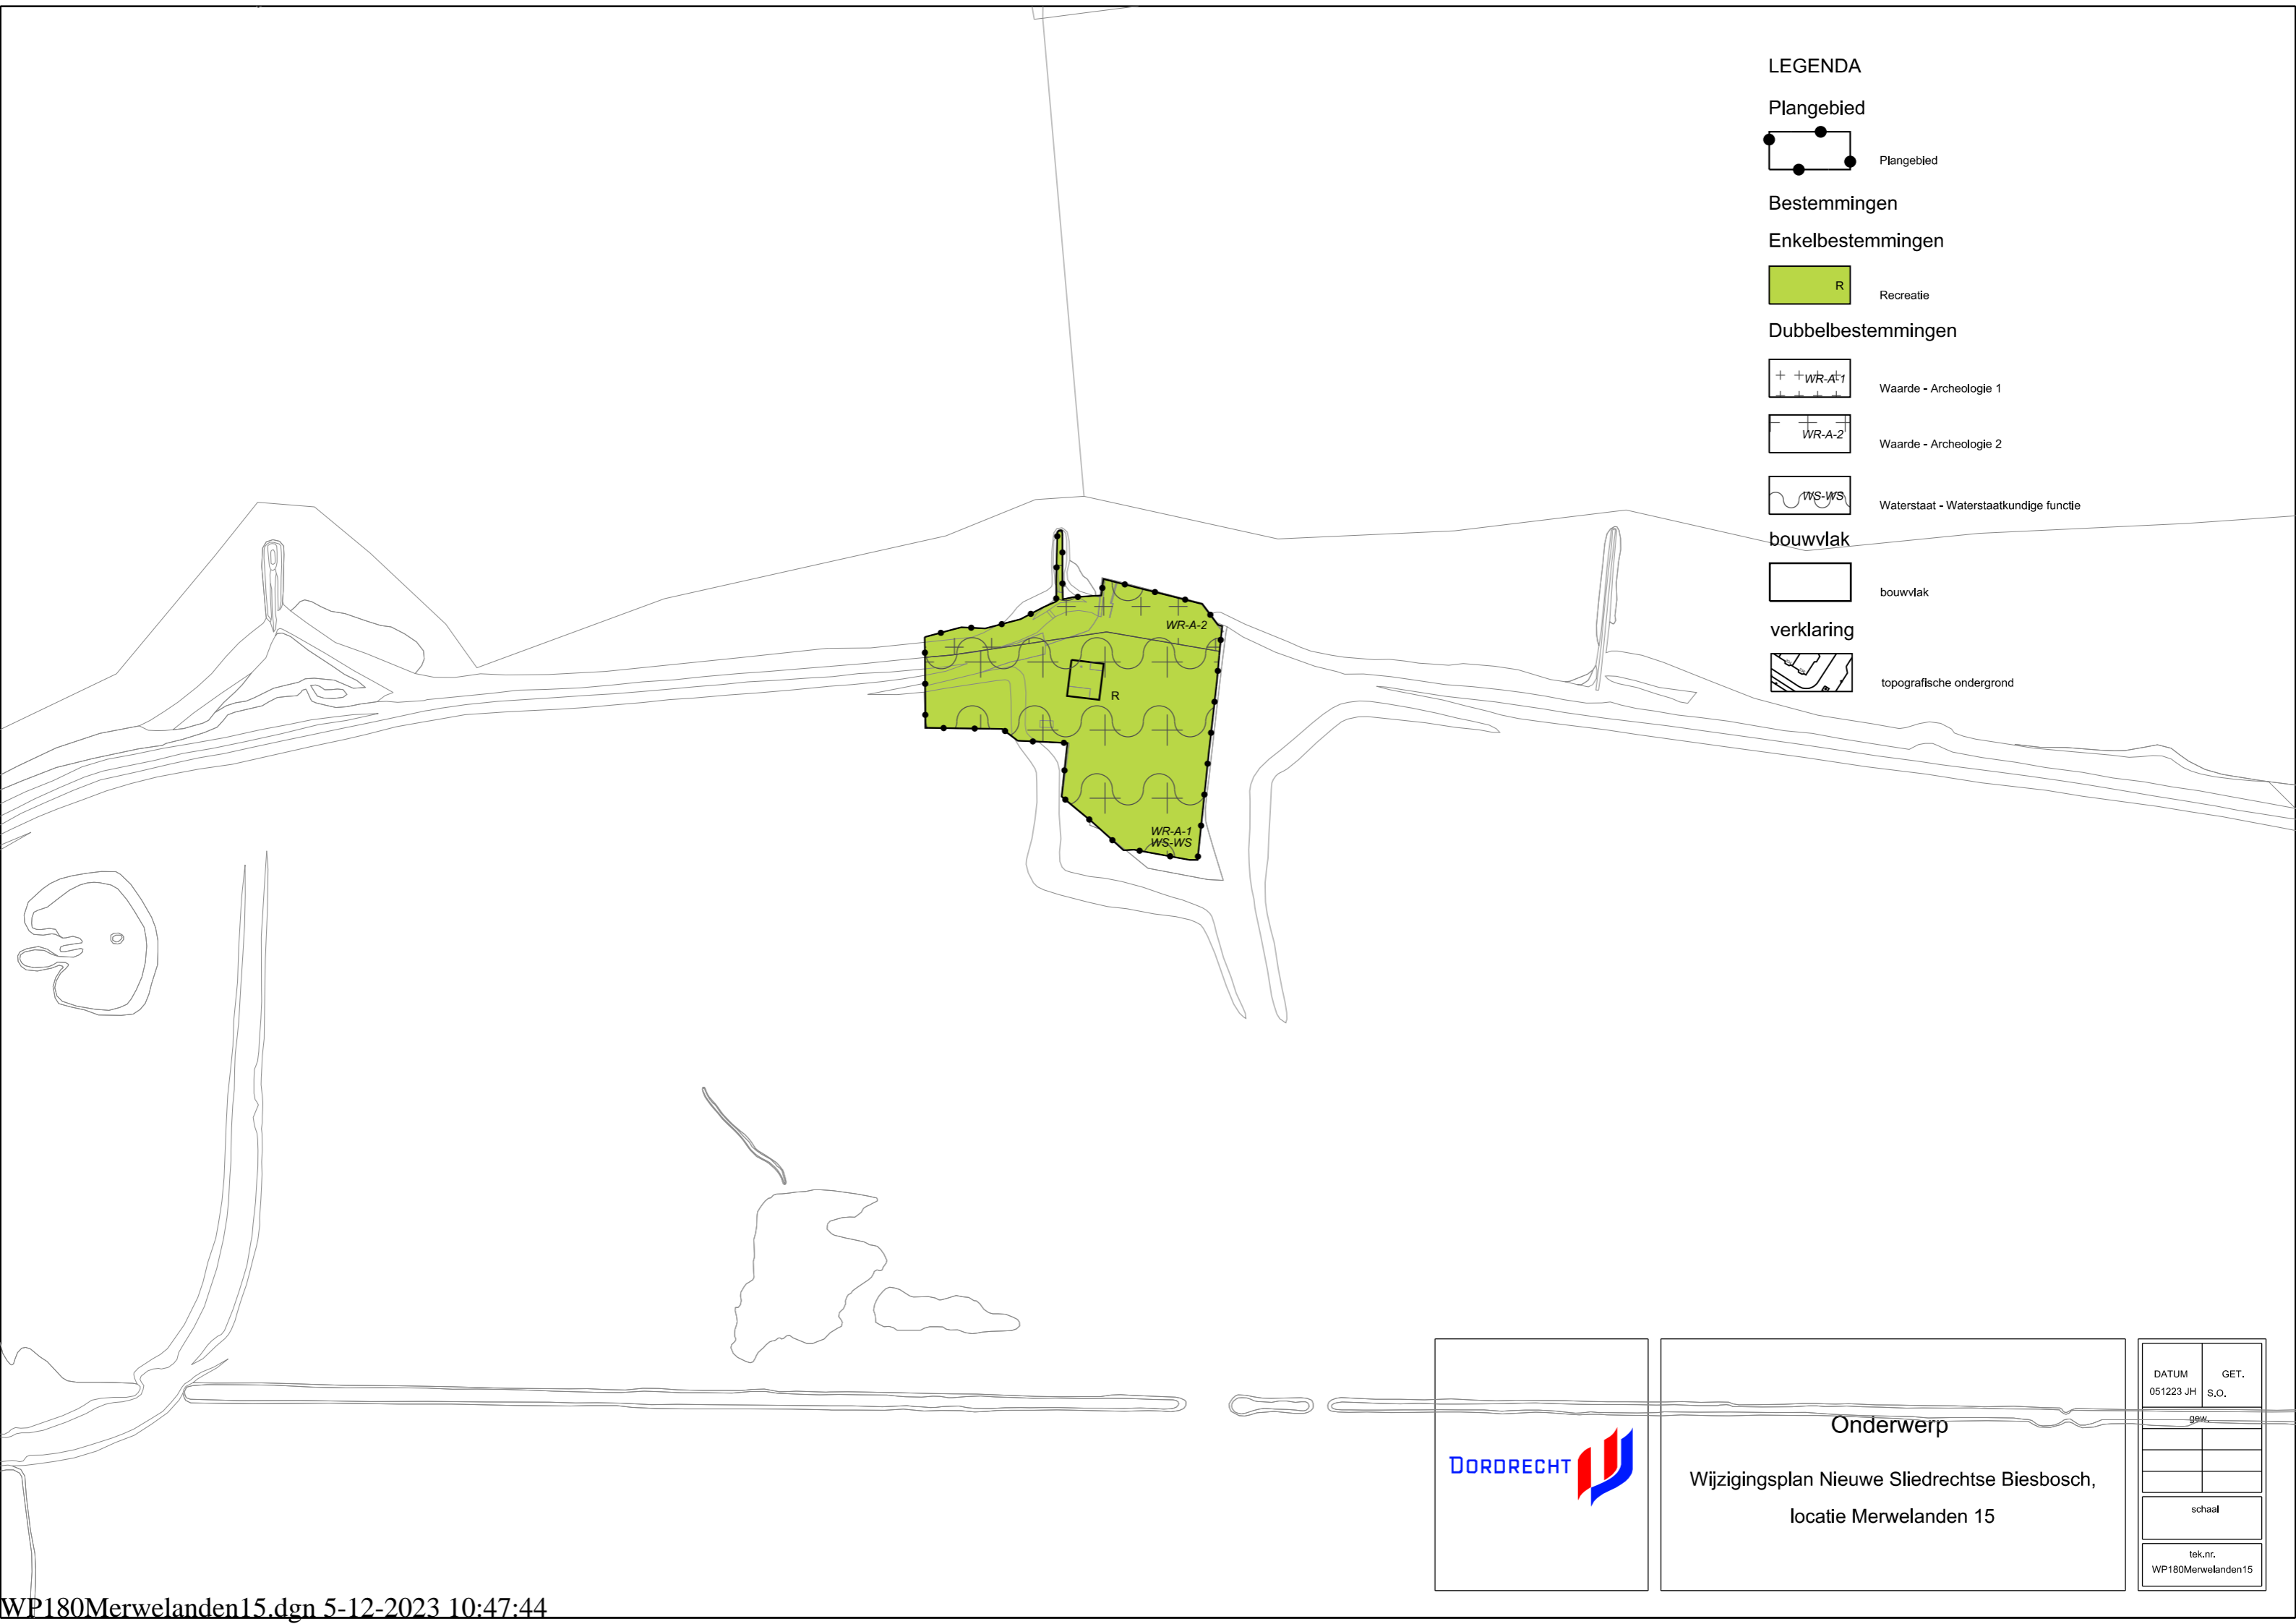 LEGENDA
Plangebied
Plangebied
Bestemmingen
Enkelbestemmingen
R
Recreatie
Dubbelbestemmingen
WR-A-1
Waarde - Archeologie 1
WR-A-2
Waarde - Archeologie 2
WS-WS
Waterstaat - Waterstaatkundige functie
bouwvlak
bouwvlak
verklaring
topografische ondergrond
WR-A-2
R
WR-A-1
WS-WS
DORDRECHT
Onderwerp
Wijzigingsplan Nieuwe Sliedrechtse Biesbosch,
locatie Merwelanden 15
DATUM GET.
051223 JH S.O.
gew.
schaal
tek.nr.
WP180Merwelanden15
WP180Merwelanden15.dgn 5-12-2023 10:47:44